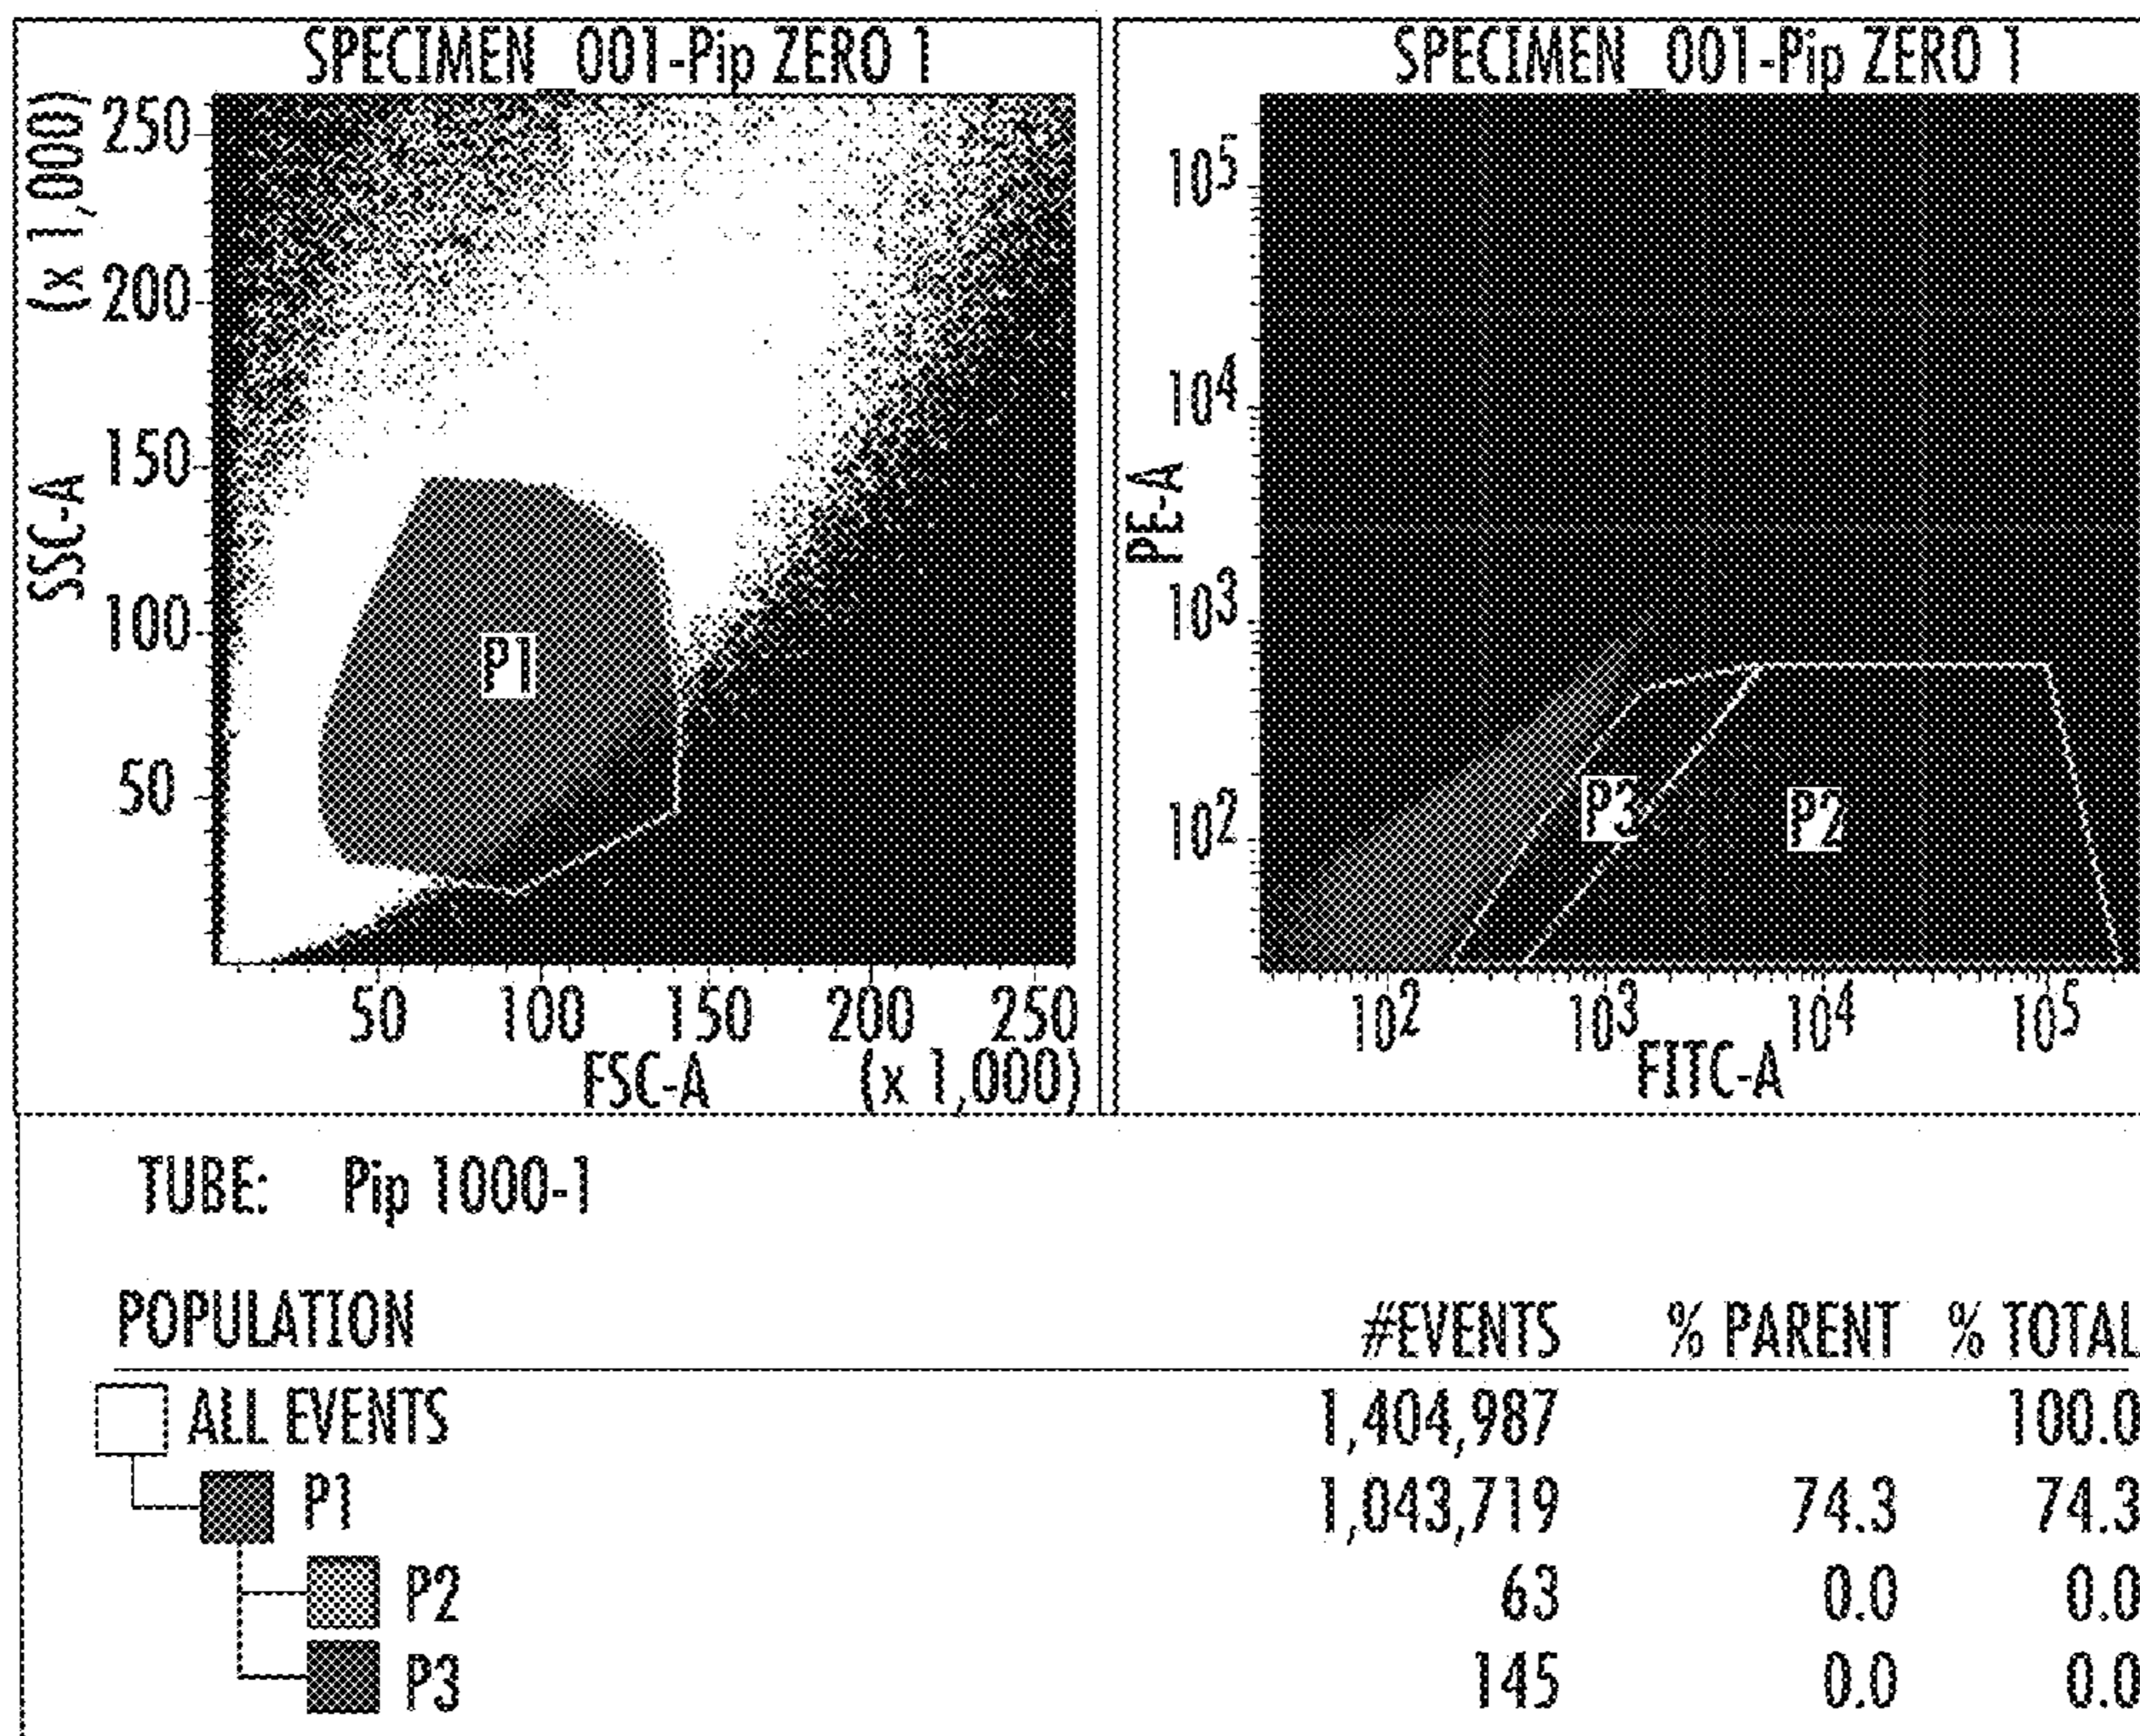 SPECIMEN_001-Pip ZERO 1
SSC-A (x 1,000)
250
200
150
100
50
P1
50 100 150 200 250
FSC-A (x 1,000)
SPECIMEN_001-Pip ZERO 1
PE-A
10^5
10^4
10^3
10^2
P3 P2
10^2 10^3 10^4 10^5
FITC-A
TUBE: Pip 1000-1
POPULATION #EVENTS % PARENT % TOTAL
ALL EVENTS 1,404,987 100.0
P1 1,043,719 74.3 74.3
P2 63 0.0 0.0
P3 145 0.0 0.0